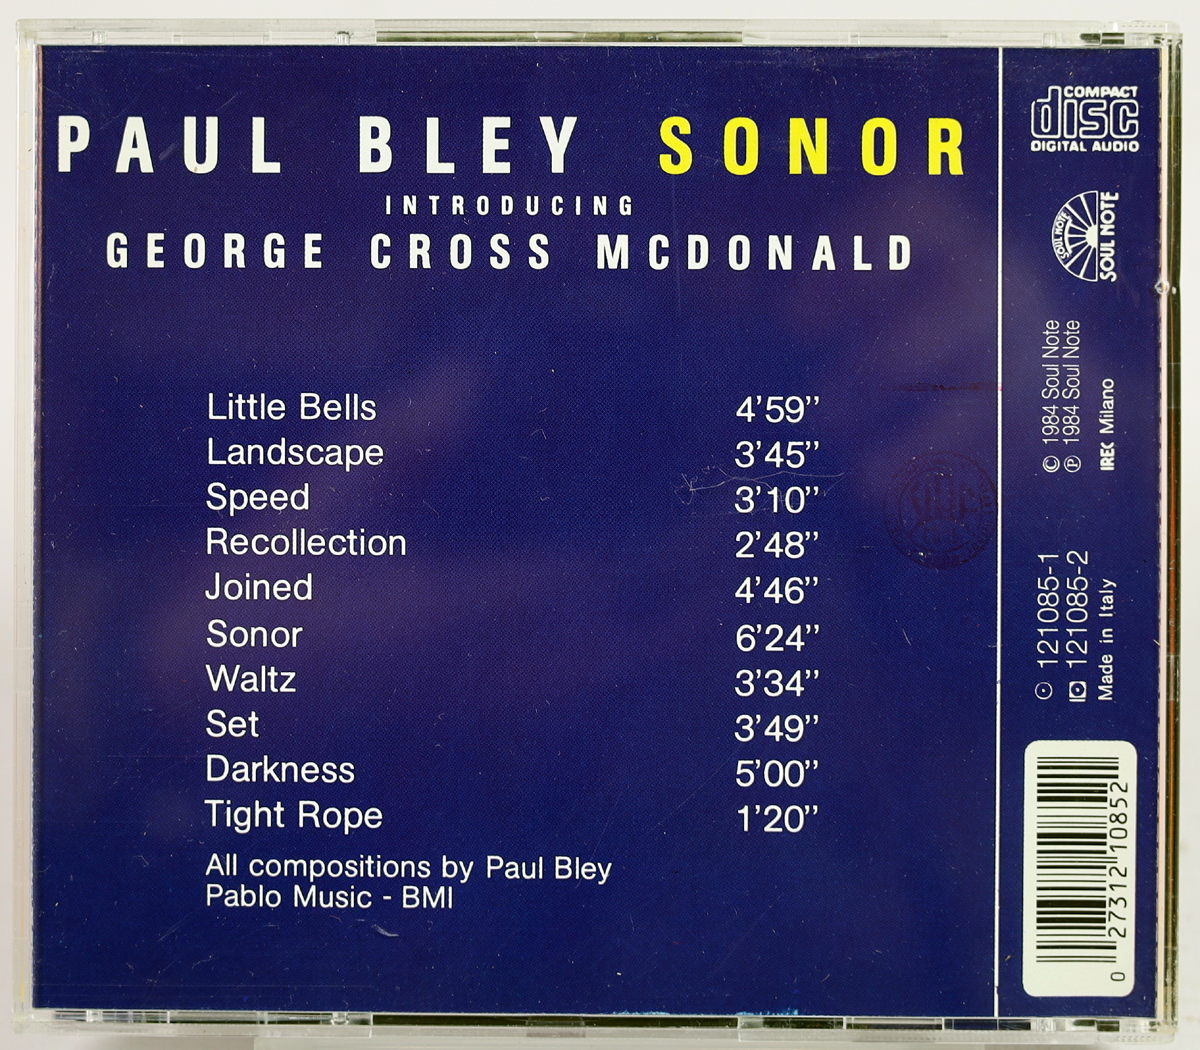 PAUL BLEY SONOR
INTRODUCING
GEORGE CROSS MCDONALD
Little Bells 4'59''
Landscape 3'45''
Speed 3'10''
Recollection 2'48''
Joined 4'46''
Sonor 6'24''
Waltz 3'34''
Set 3'49''
Darkness 5'00''
Tight Rope 1'20''
All compositions by Paul Bley
Pablo Music - BMI
COMPACT
disc
DIGITAL AUDIO
SOUL NOTE
SOUL NOTE
© 1984 Soul Note
℗ 1984 Soul Note
IREC Milano
121085-1
121085-2
Made in Italy
0 27312 10852